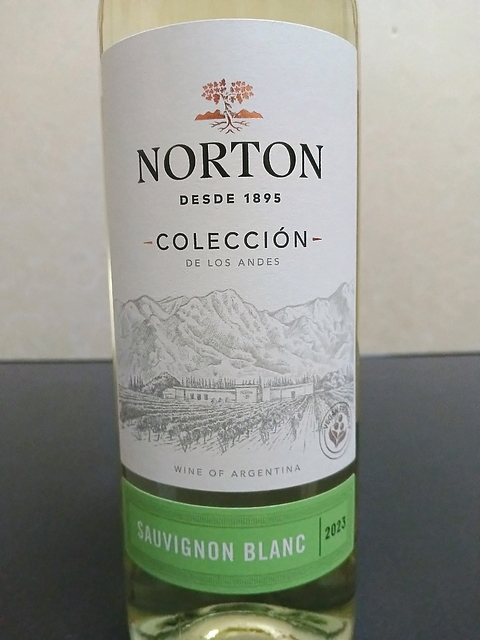 NORTON
DESDE 1895
COLECCIÓN
DE LOS ANDES
WINE OF ARGENTINA
SAUVIGNON BLANC
2023